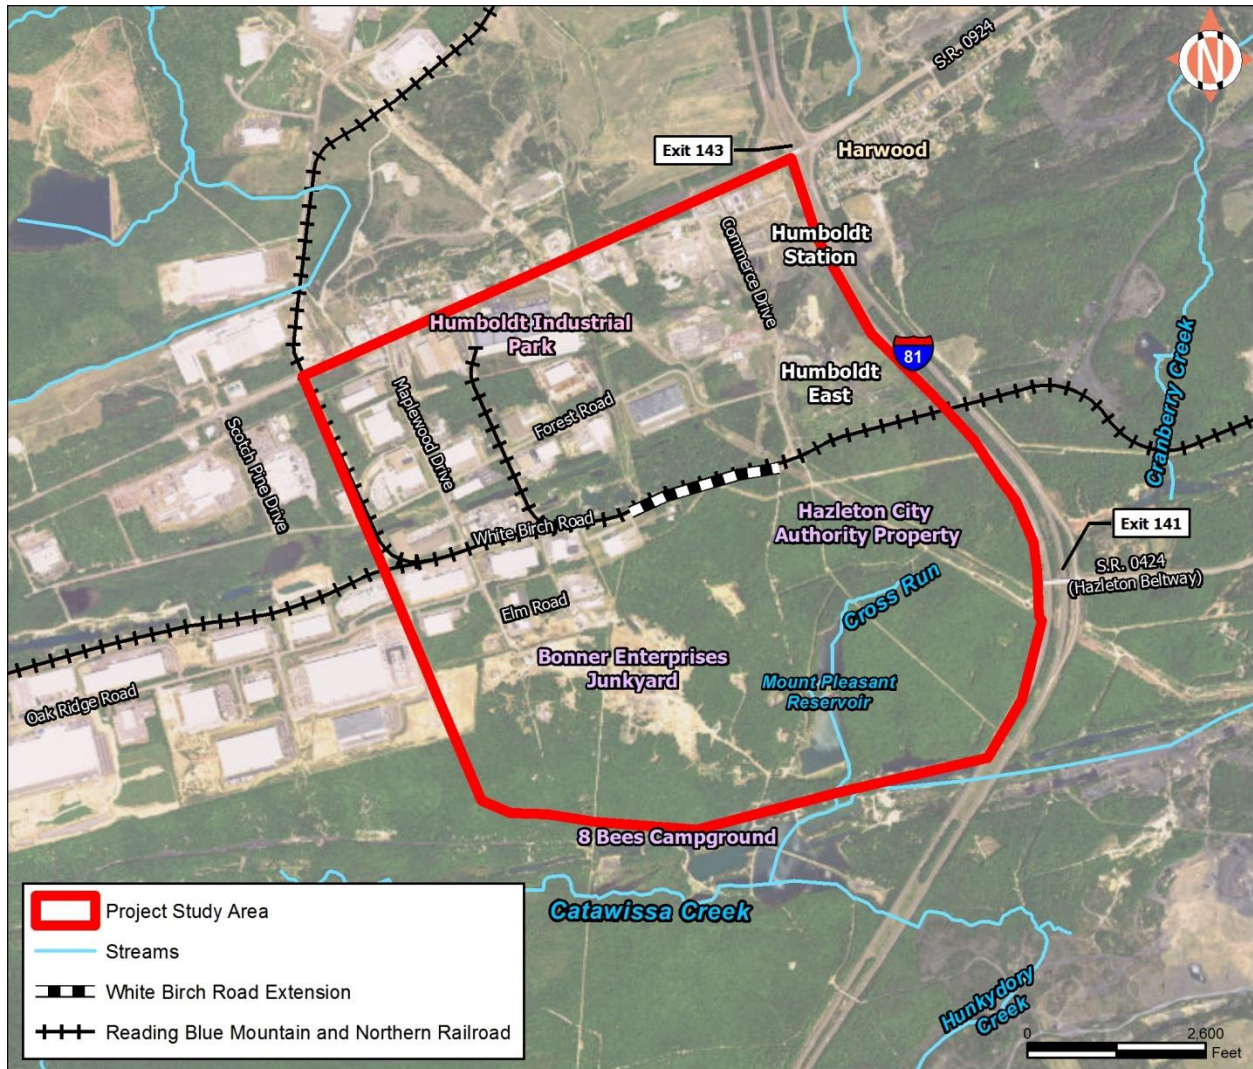 N
S.R. 0924
Exit 143
Harwood
Commerce Drive
Humboldt
Station
Humboldt Industrial
Park
81
Humboldt
East
Cranberry Creek
Maplewood Drive
Forest Road
Scotch Pine Drive
White Birch Road
Hazleton City
Authority Property
Exit 141
S.R. 0424
(Hazleton Beltway)
Cross Run
Elm Road
Bonner Enterprises
Junkyard
Mount Pleasant
Reservoir
Oak Ridge Road
8 Bees Campground
Catawissa Creek
Hunkydory
Creek
Project Study Area
Streams
White Birch Road Extension
Reading Blue Mountain and Northern Railroad
0 2,600
Feet